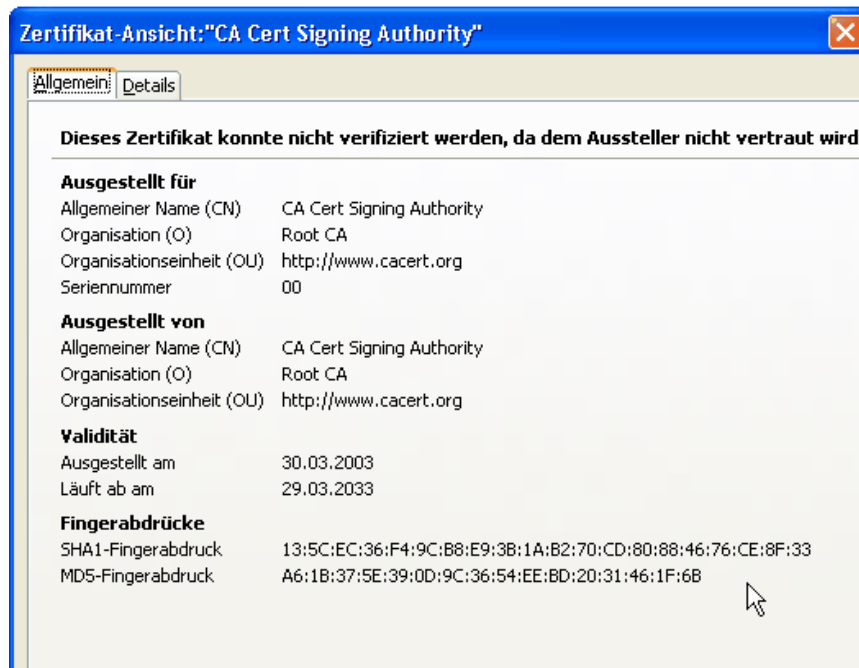 Zertifikat-Ansicht:"CA Cert Signing Authority"
Allgemein Details
Dieses Zertifikat konnte nicht verifiziert werden, da dem Aussteller nicht vertraut wird
Ausgestellt für
Allgemeiner Name (CN) CA Cert Signing Authority
Organisation (O) Root CA
Organisationseinheit (OU) http://www.cacert.org
Seriennummer 00
Ausgestellt von
Allgemeiner Name (CN) CA Cert Signing Authority
Organisation (O) Root CA
Organisationseinheit (OU) http://www.cacert.org
Validität
Ausgestellt am 30.03.2003
Läuft ab am 29.03.2033
Fingerabdrücke
SHA1-Fingerabdruck 13:5C:EC:36:F4:9C:B8:E9:3B:1A:B2:70:CD:80:88:46:76:CE:8F:33
MD5-Fingerabdruck A6:1B:37:5E:39:0D:9C:36:54:EE:BD:20:31:46:1F:6B